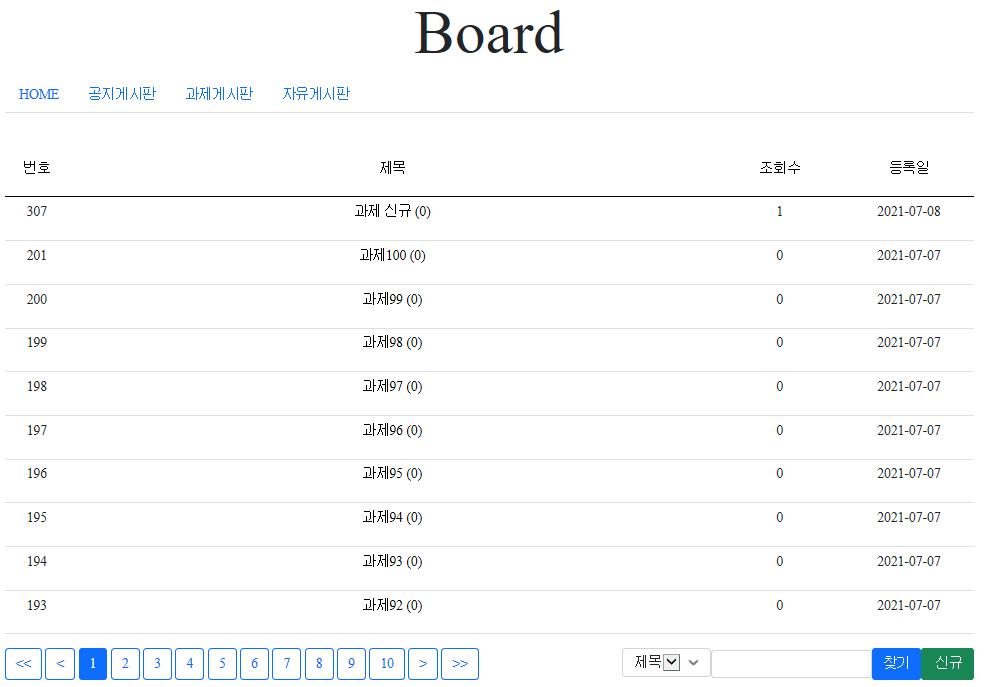 Board
HOME 공지게시판 과제게시판 자유게시판
번호 제목 조회수 등록일
307 과제 신규 (0) 1 2021-07-08
201 과제100 (0) 0 2021-07-07
200 과제99 (0) 0 2021-07-07
199 과제98 (0) 0 2021-07-07
198 과제97 (0) 0 2021-07-07
197 과제96 (0) 0 2021-07-07
196 과제95 (0) 0 2021-07-07
195 과제94 (0) 0 2021-07-07
194 과제93 (0) 0 2021-07-07
193 과제92 (0) 0 2021-07-07
<< < 1 2 3 4 5 6 7 8 9 10 > >> 제목 찾기 신규